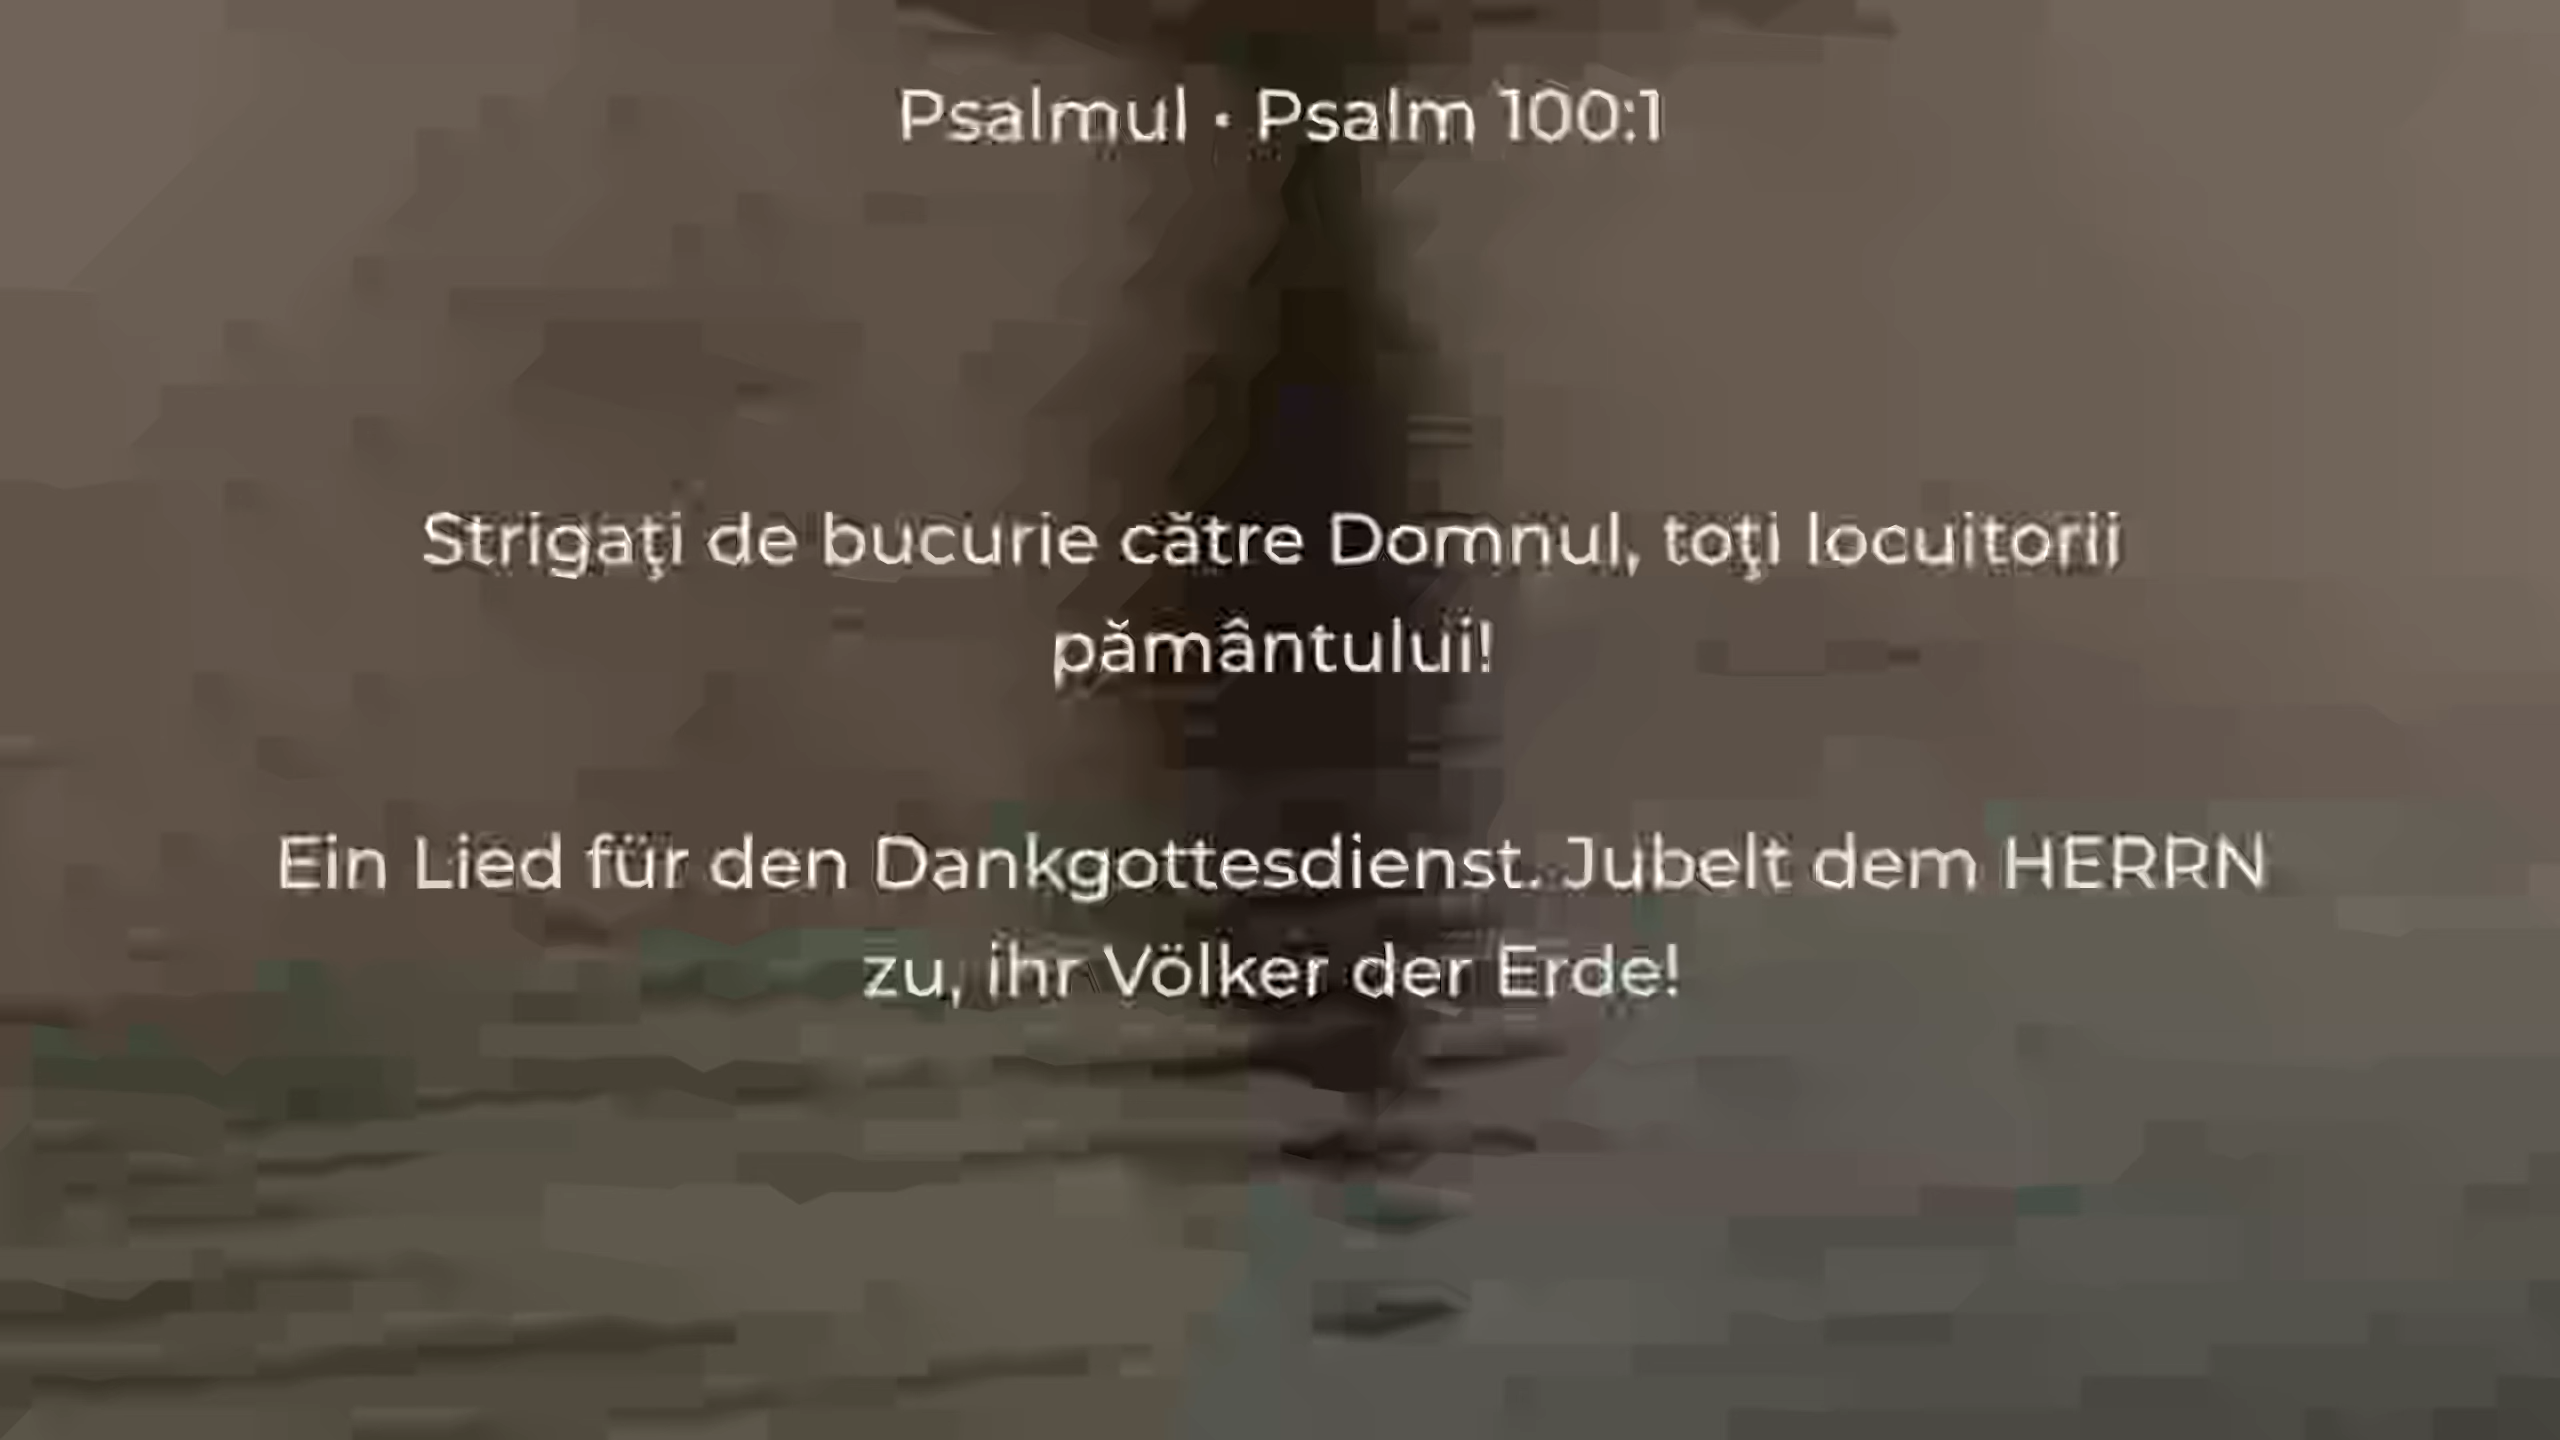 Psalmul • Psalm 100:1
Strigaţi de bucurie către Domnul, toţi locuitorii
pământului!
Ein Lied für den Dankgottesdienst. Jubelt dem HERRN
zu, ihr Völker der Erde!